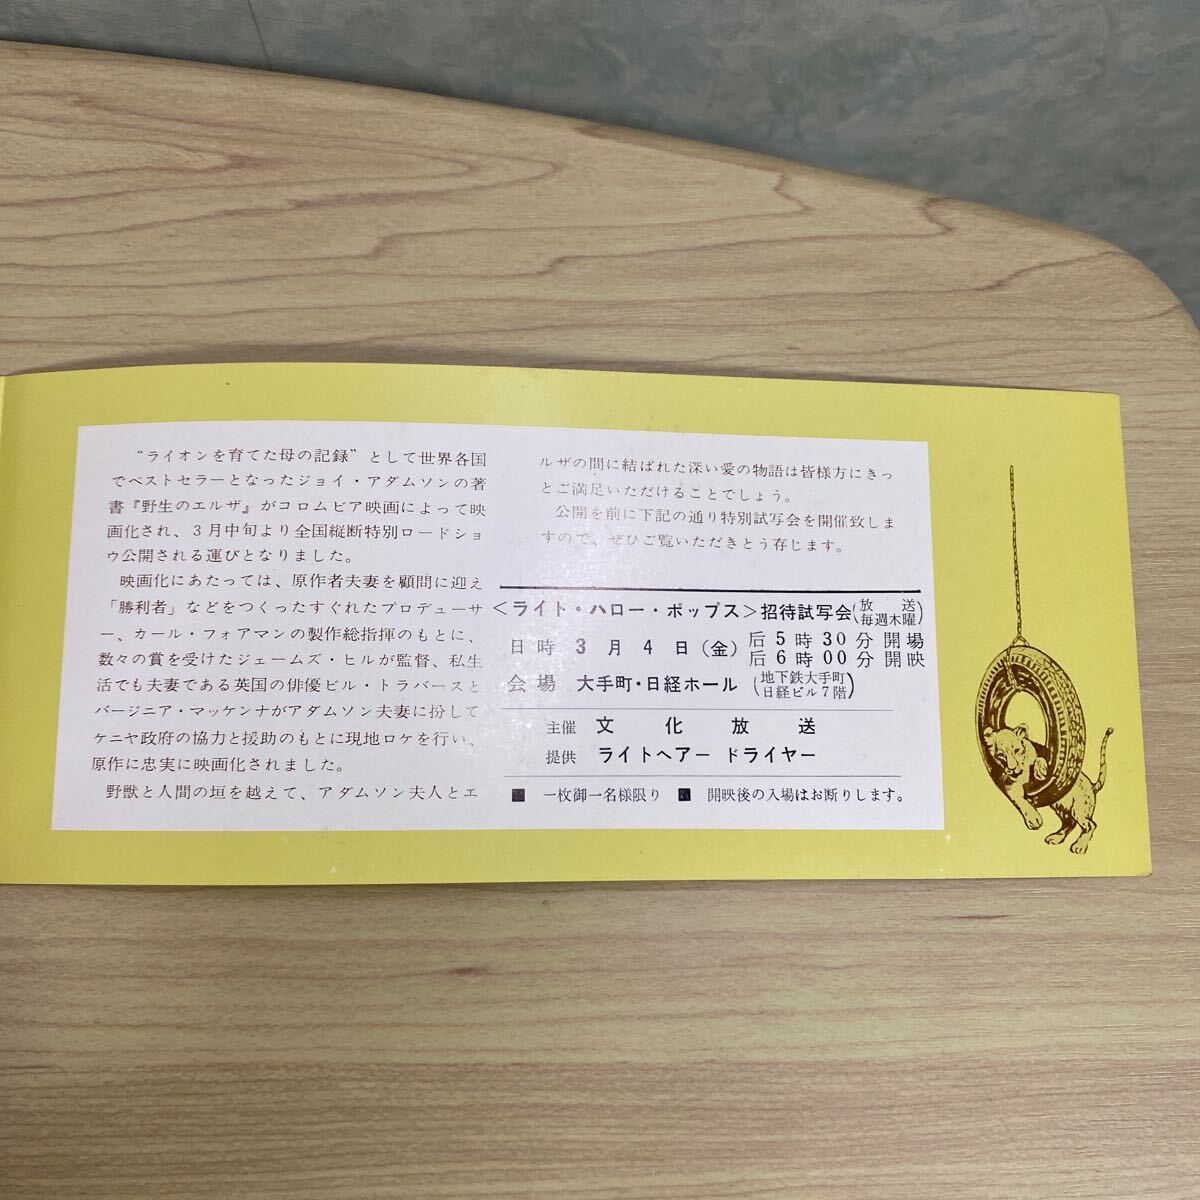 “ライオンを育てた母の記録”として世界各国
でベストセラーとなったジョイ・アダムソンの著
書『野生のエルザ』がコロムビア映画によって映
画化され、３月中旬より全国縦断特別ロードショ
ウ公開される運びとなりました。
映画化にあたっては、原作者夫妻を顧問に迎え
「勝利者」などをつくったすぐれたプロデューサ
ー、カール・フォアマンの製作総指揮のもとに、
数々の賞を受けたジェームズ・ヒルが監督、私生
活でも夫妻である英国の俳優ビル・トラバースと
バージニア・マッケンナがアダムソン夫妻に扮して
ケニヤ政府の協力と援助のもとに現地ロケを行い、
原作に忠実に映画化されました。
野獣と人間の垣を越えて、アダムソン夫人とエ
ルザの間に結ばれた深い愛の物語は皆様方にきっ
とご満足いただけることでしょう。
公開を前に下記の通り特別試写会を開催致しま
すので、ぜひご覧いただきとう存じます。
＜ライト・ハロー・ポップス＞招待試写会(放送 毎週木曜)
日時 3月4日(金) 后5時30分開場
后6時00分開映
会場 大手町・日経ホール (地下鉄大手町 日経ビル7階)
主催 文化放送
提供 ライトヘアー ドライヤー
■ 一枚御一名様限り ■ 開映後の入場はお断りします。